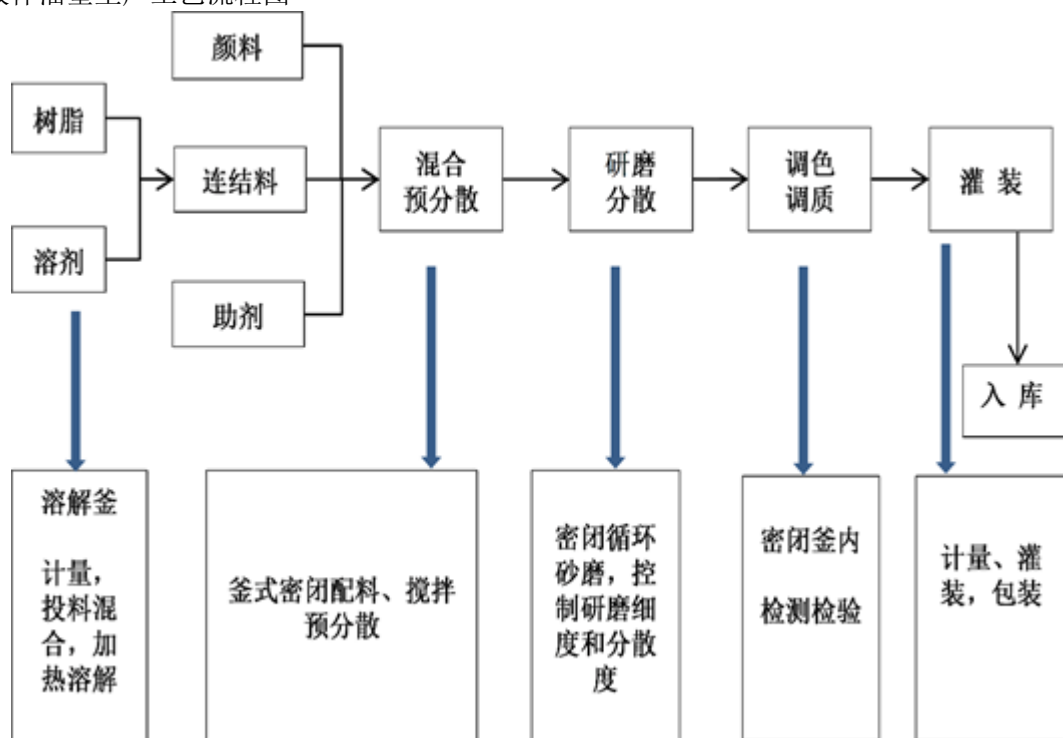 颜料
树脂
连结料
溶剂
助剂
混合
预分散
研磨
分散
调色
调质
灌 装
入 库
溶解釜
计量,
投料混
合,加
热溶解
釜式密闭配料、搅拌
预分散
密闭循环
砂磨,控
制研磨细
度和分散
度
密闭釜内
检测检验
计量、灌
装,包装